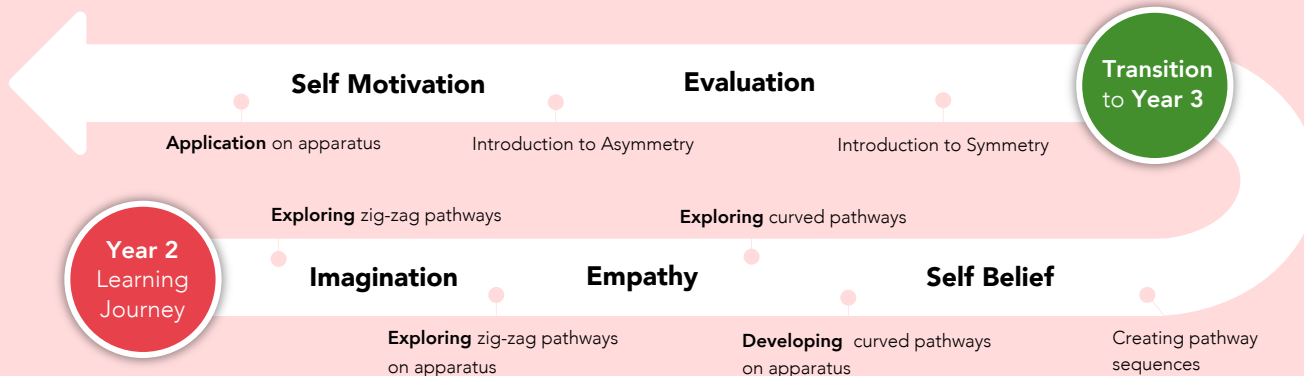 Self Motivation
Evaluation
Transition
to Year 3
Application on apparatus
Introduction to Asymmetry
Introduction to Symmetry
Exploring zig-zag pathways
Exploring curved pathways
Year 2
Learning
Journey
Imagination
Empathy
Self Belief
Exploring zig-zag pathways
on apparatus
Developing curved pathways
on apparatus
Creating pathway
sequences